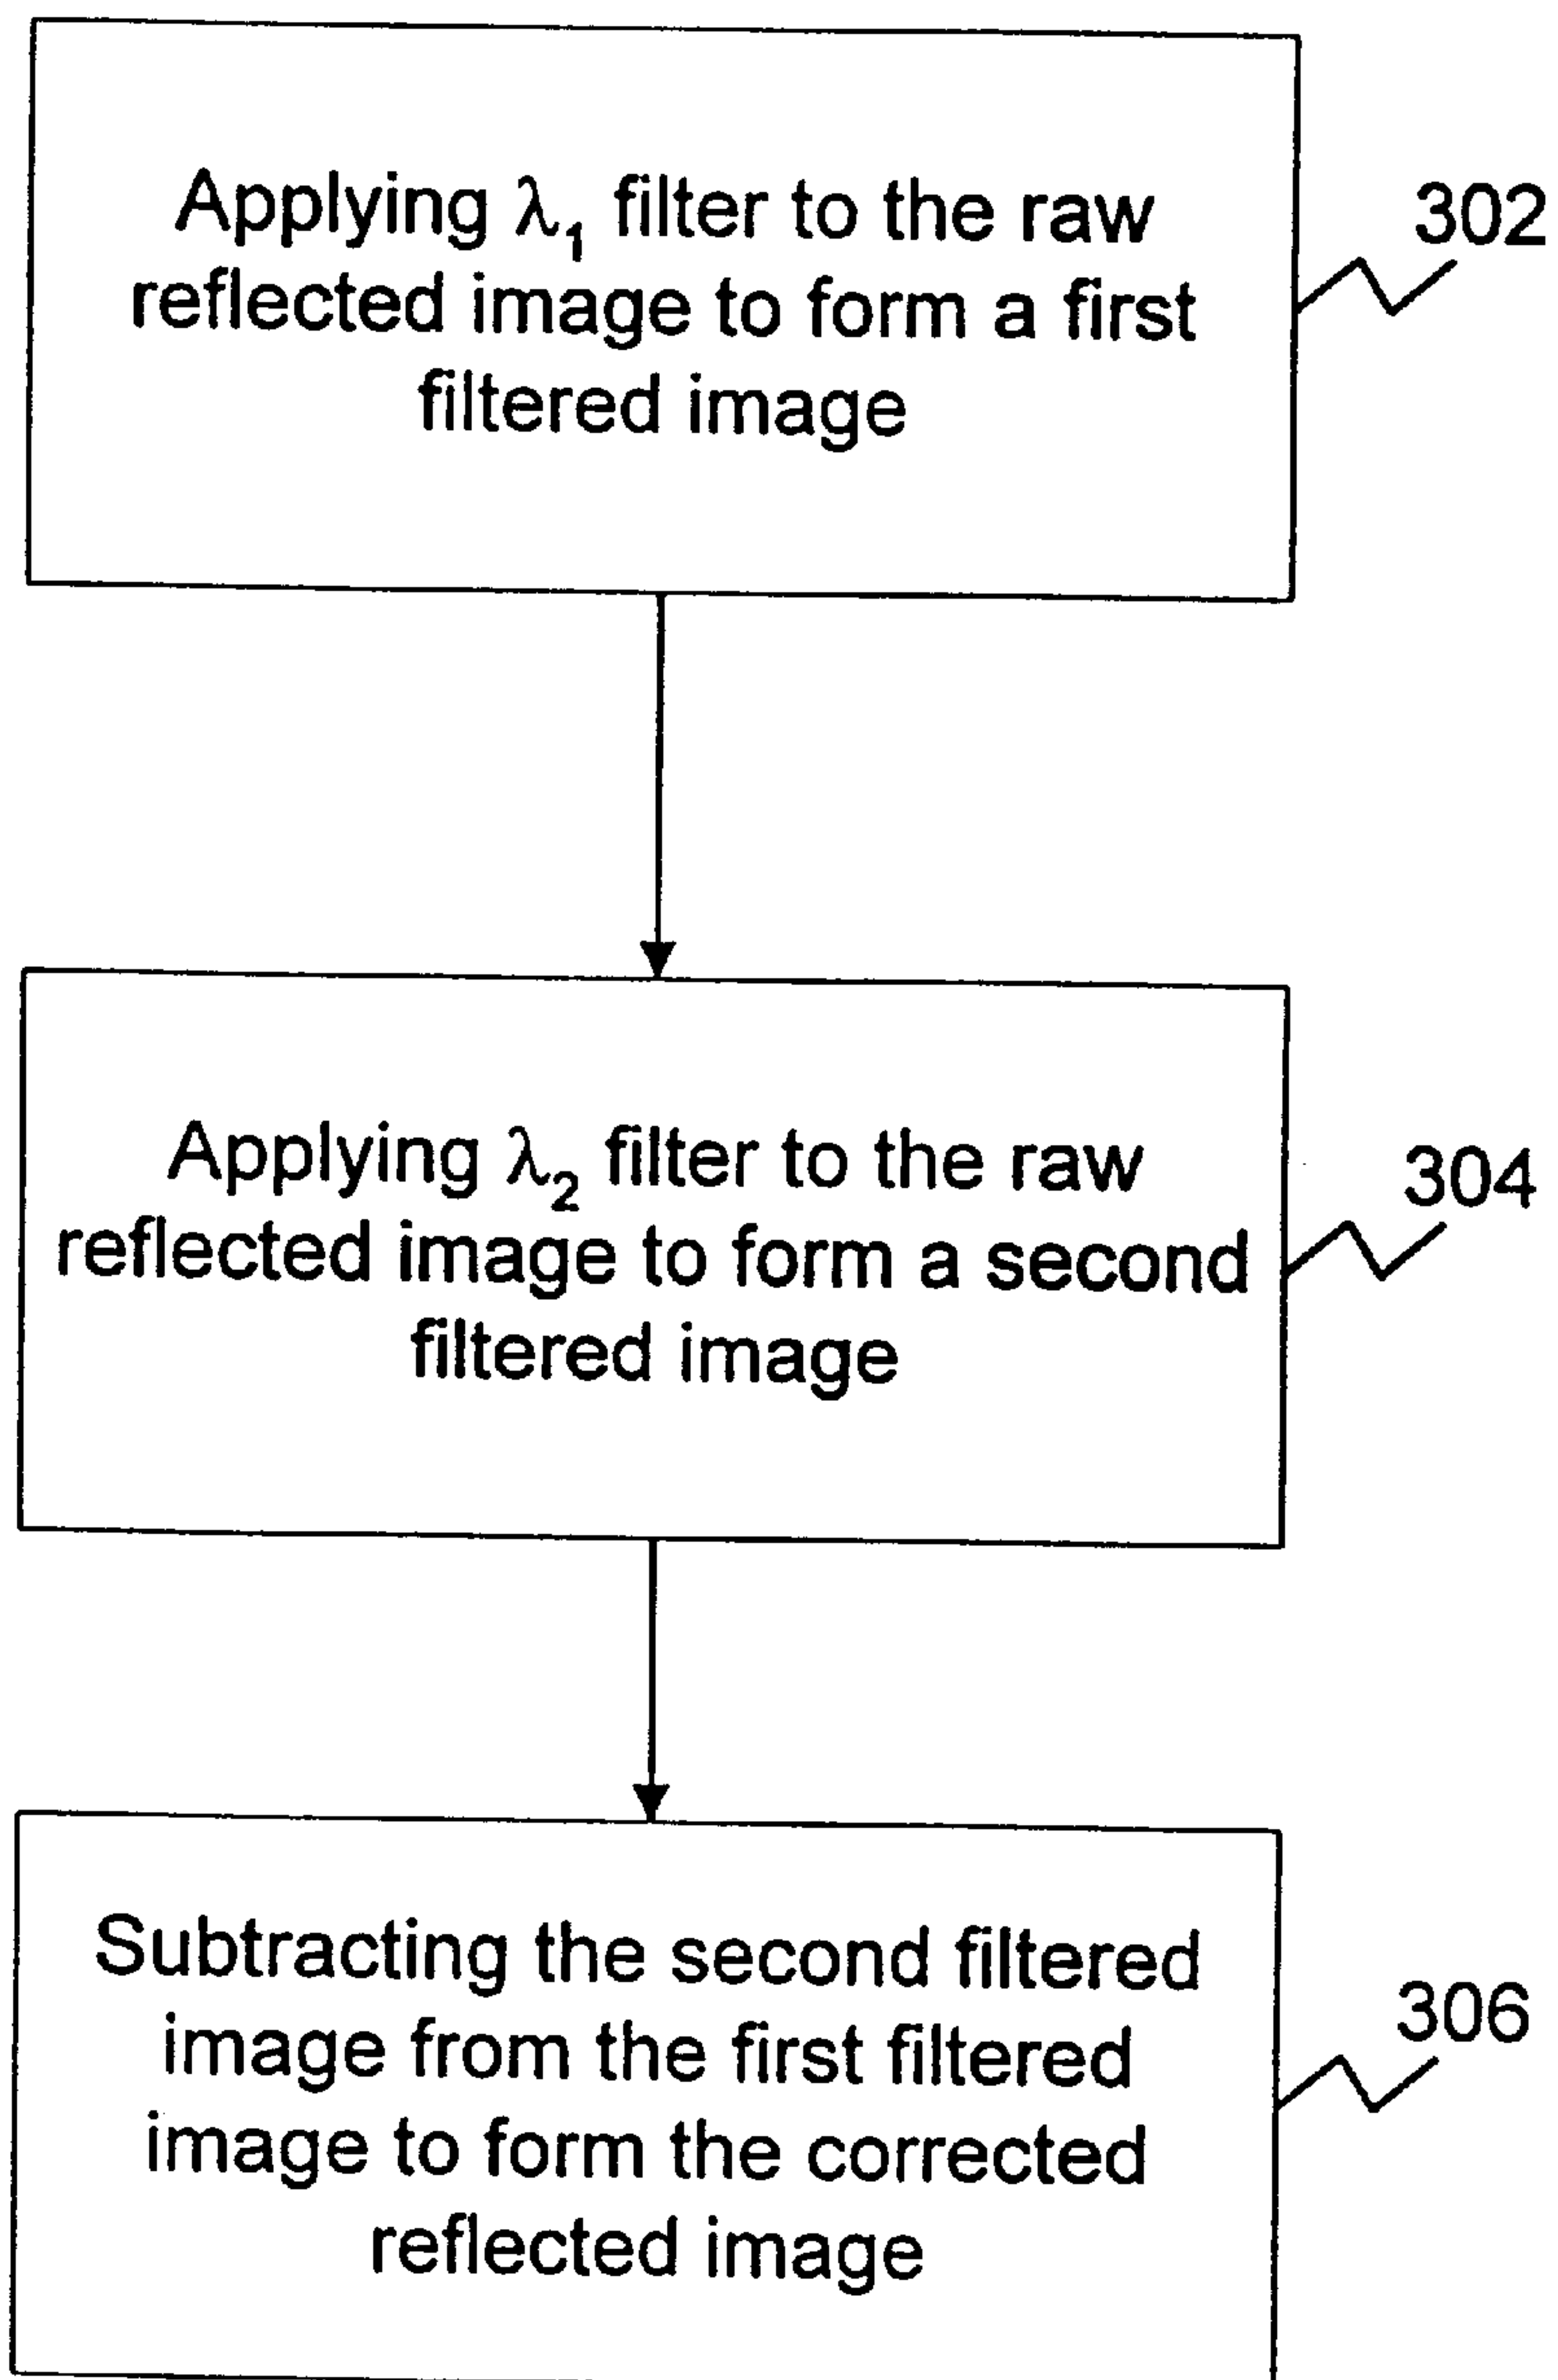 Applying λ₁ filter to the raw
reflected image to form a first
filtered image
302
Applying λ₂ filter to the raw
reflected image to form a second
filtered image
304
Subtracting the second filtered
image from the first filtered
image to form the corrected
reflected image
306